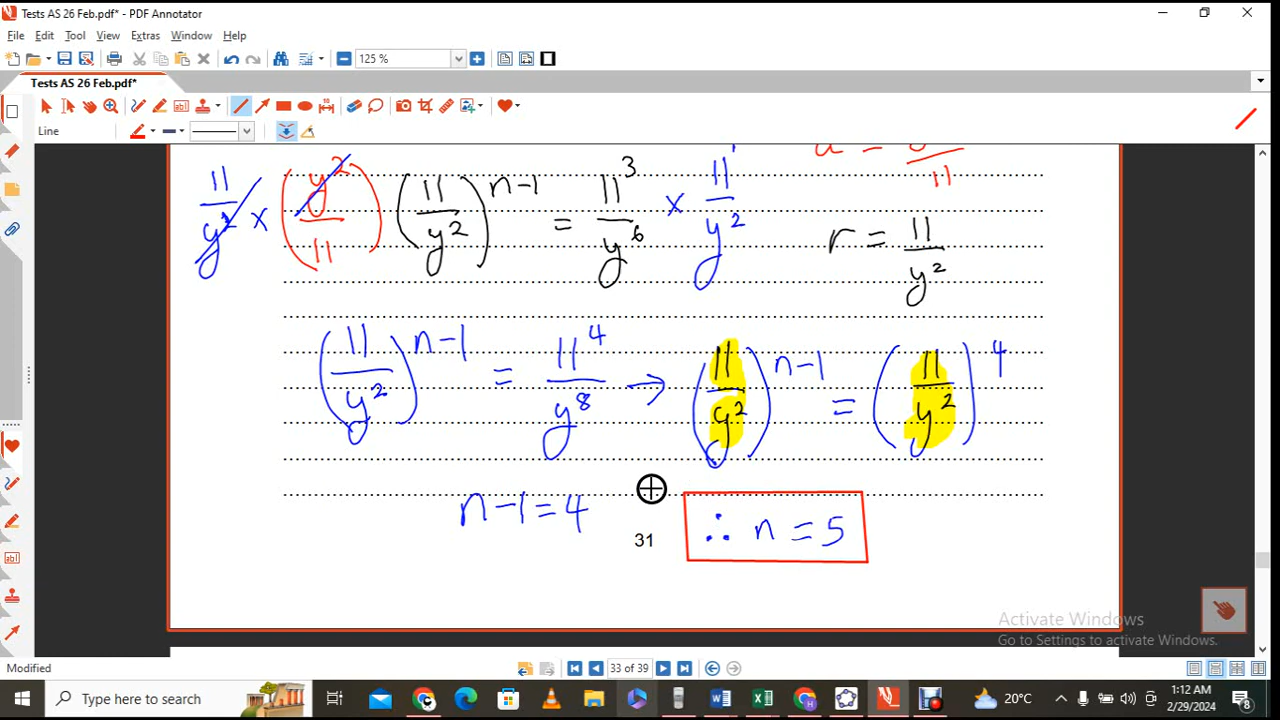 Tests AS 26 Feb.pdf* - PDF Annotator
File Edit Tool View Extras Window Help
125 %
Tests AS 26 Feb.pdf*
Line
11/y² × (y²/11) (11/y²)ⁿ⁻¹ = 11³/y⁶ × 11¹/y²
11
r = 11/y²
(11/y²)ⁿ⁻¹ = 11⁴/y⁸ → (11/y²)ⁿ⁻¹ = (11/y²)⁴
n-1=4
∴ n = 5
31
Activate Windows
Go to Settings to activate Windows.
Modified
33 of 39
Type here to search
20°C
1:12 AM
2/29/2024
8